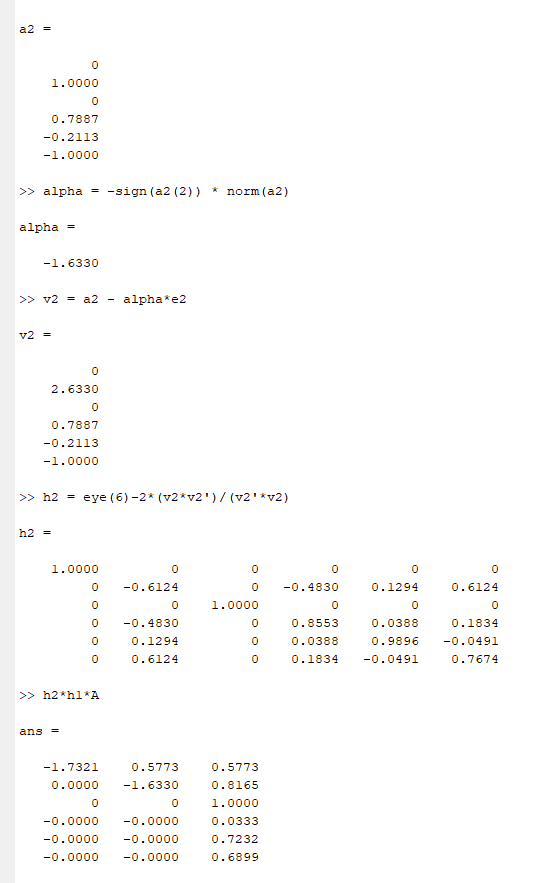 a2 =
0
1.0000
0
0.7887
-0.2113
-1.0000
>> alpha = -sign(a2(2)) * norm(a2)
alpha =
-1.6330
>> v2 = a2 - alpha*e2
v2 =
0
2.6330
0
0.7887
-0.2113
-1.0000
>> h2 = eye(6)-2*(v2*v2')/(v2'*v2)
h2 =
1.0000 0 0 0 0 0
0 -0.6124 0 -0.4830 0.1294 0.6124
0 0 1.0000 0 0 0
0 -0.4830 0 0.8553 0.0388 0.1834
0 0.1294 0 0.0388 0.9896 -0.0491
0 0.6124 0 0.1834 -0.0491 0.7674
>> h2*h1*A
ans =
-1.7321 0.5773 0.5773
0.0000 -1.6330 0.8165
0 0 1.0000
-0.0000 -0.0000 0.0333
-0.0000 -0.0000 0.7232
-0.0000 -0.0000 0.6899